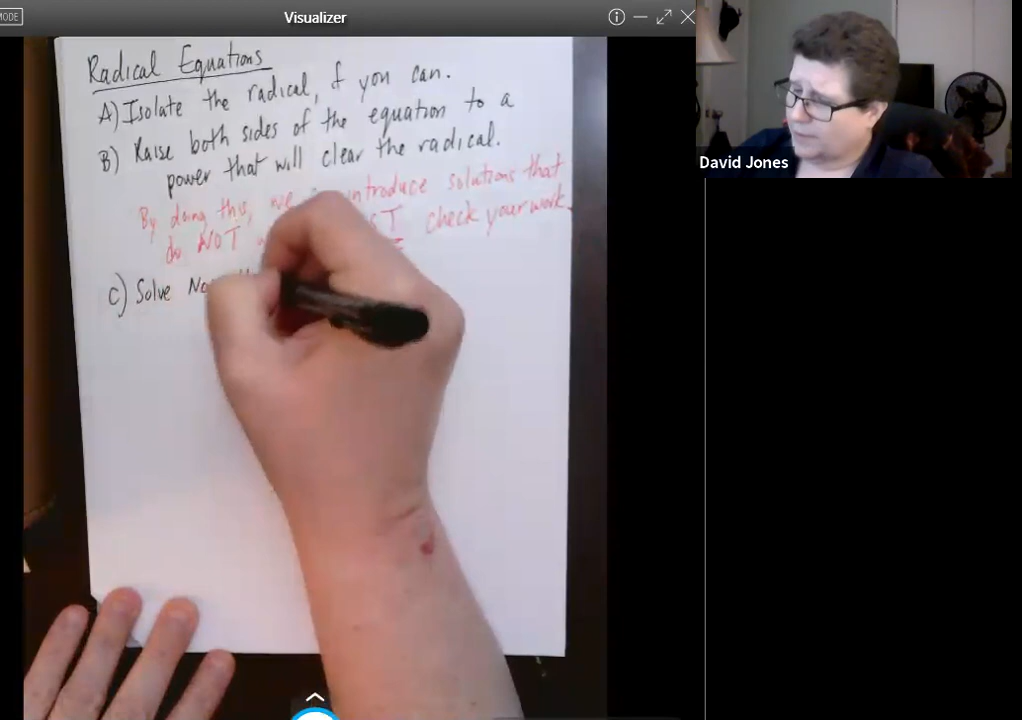 MODE
Visualizer
David Jones
Radical Equations
A) Isolate the radical, if you can.
B) Raise both sides of the equation to a
power that will clear the radical.
By doing this, we introduce solutions that
do NOT check your work.
C) Solve